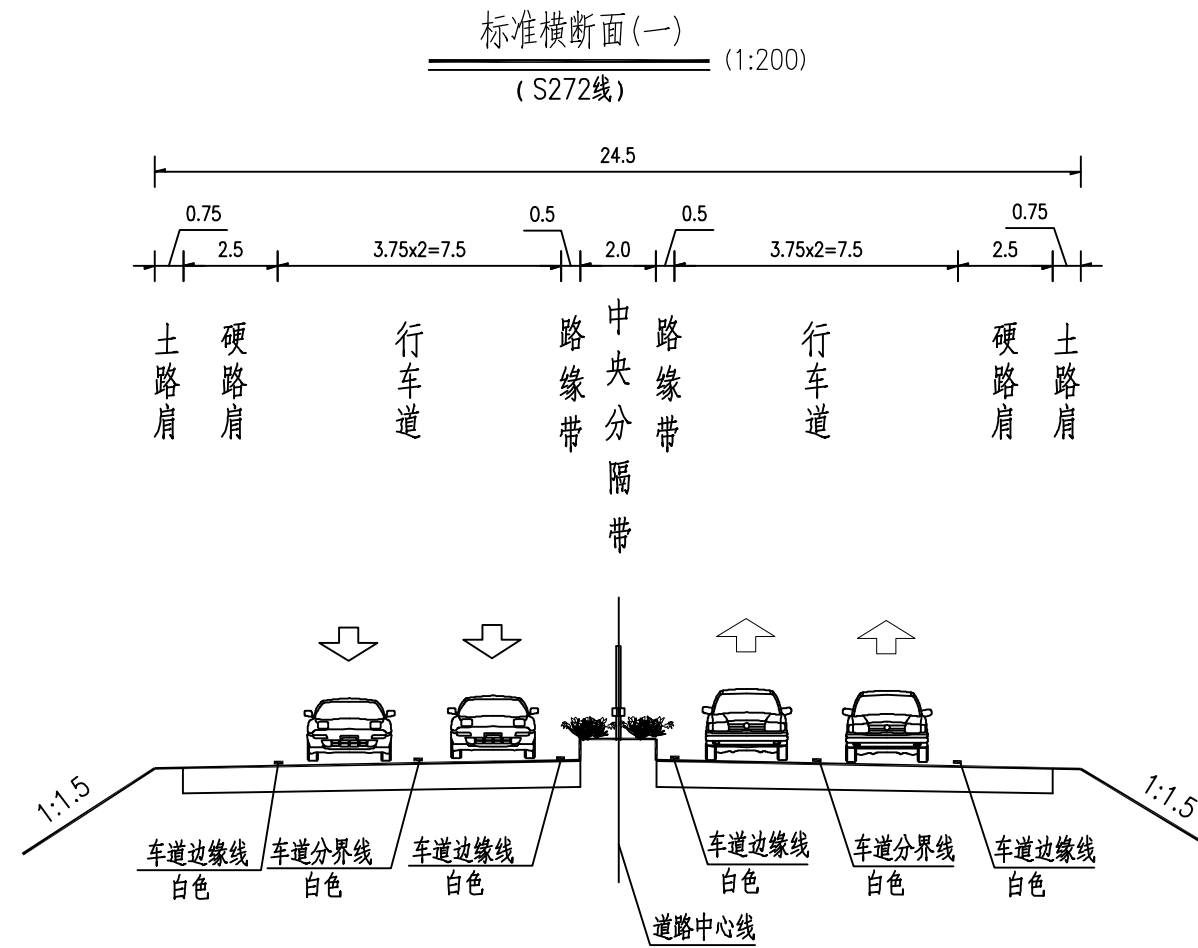 标准横断面(一)
(1:200)
(S272线)
24.5
0.75
0.5
0.5
0.75
2.5
3.75x2=7.5
2.0
3.75x2=7.5
2.5
土路肩
硬路肩
行车道
路缘带
中央分隔带
路缘带
行车道
硬路肩
土路肩
1:1.5
1:1.5
车道边缘线
白色
车道分界线
白色
车道边缘线
白色
车道边缘线
白色
车道分界线
白色
车道边缘线
白色
道路中心线